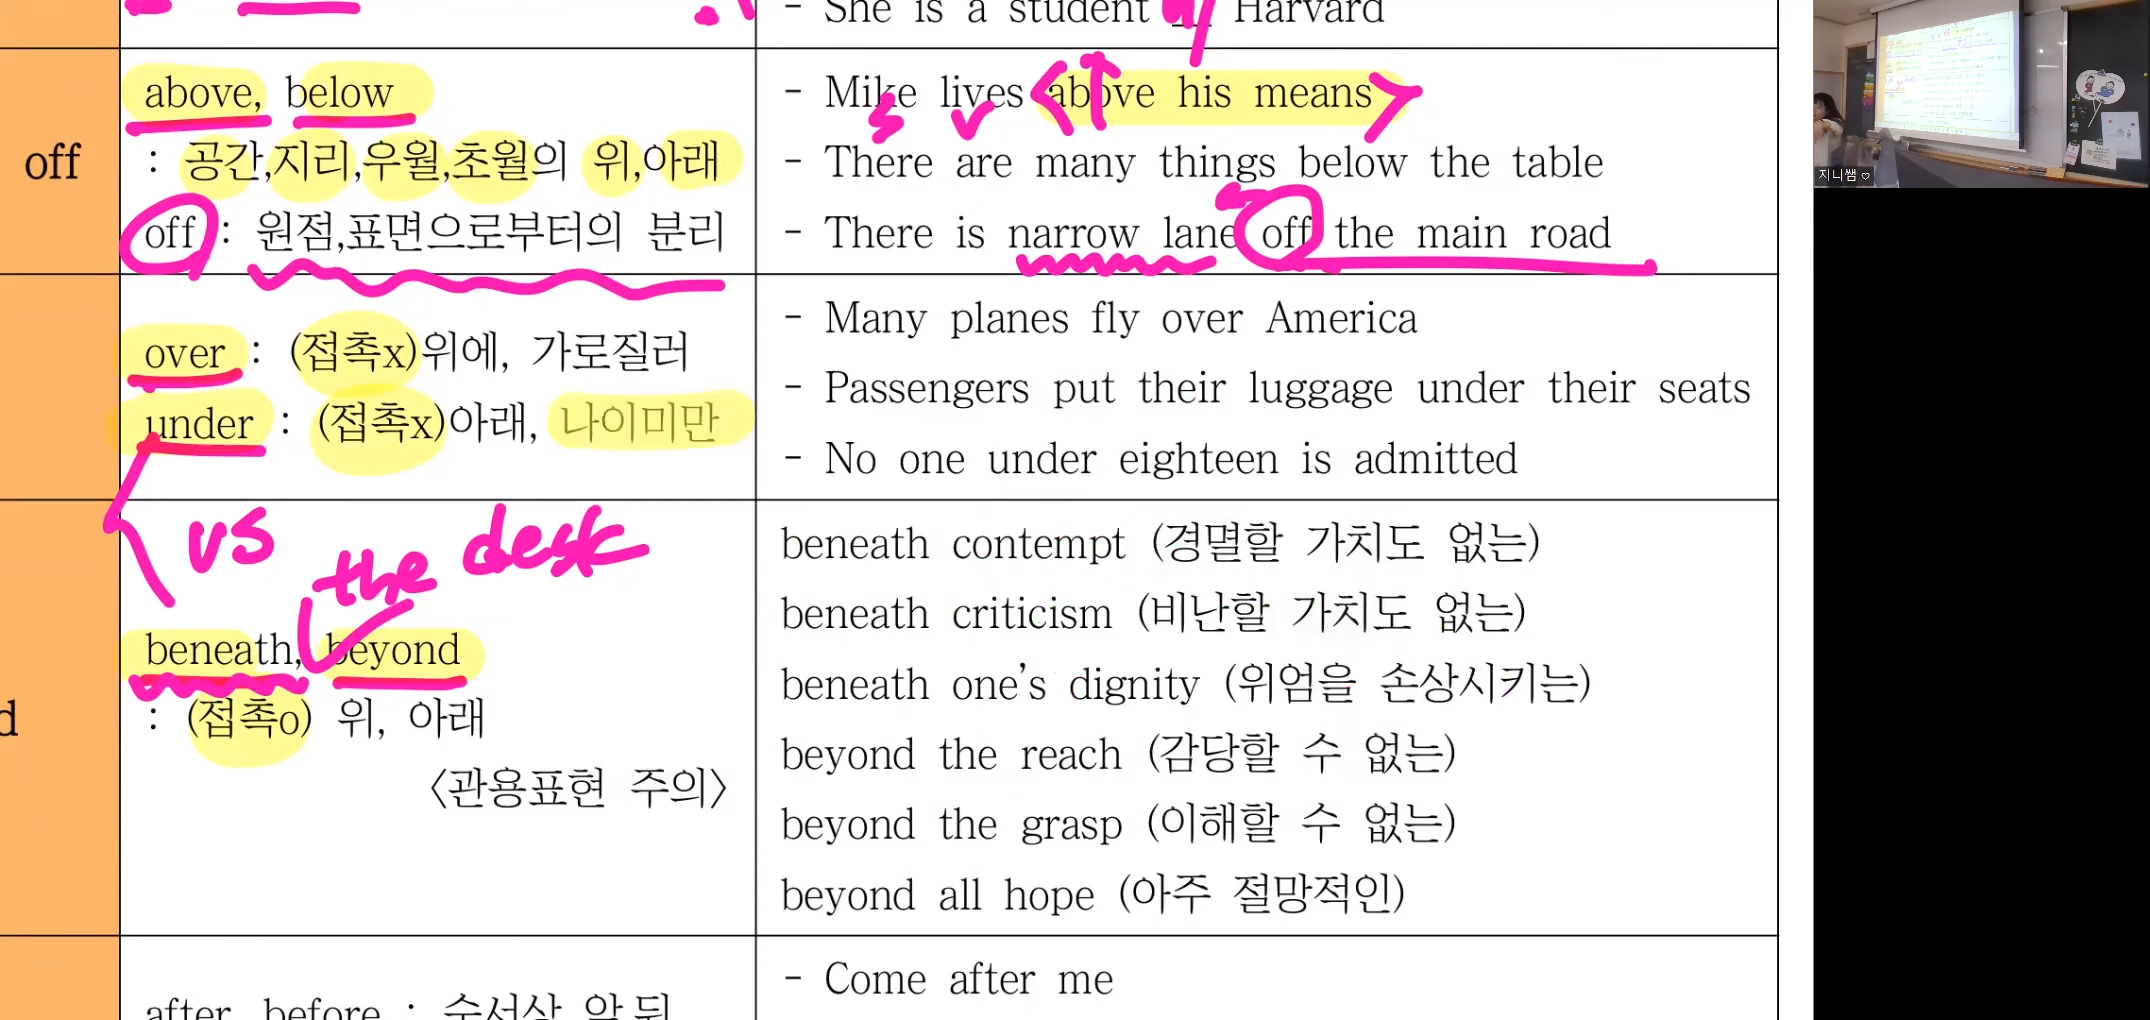 - She is a student of Harvard
off
above, below
: 공간,지리,우월,초월의 위,아래
off : 원점,표면으로부터의 분리
- Mike lives above his means
- There are many things below the table
- There is narrow lane off the main road
over : (접촉x)위에, 가로질러
under : (접촉x)아래, 나이미만
- Many planes fly over America
- Passengers put their luggage under their seats
- No one under eighteen is admitted
vs
the desk
d
beneath, beyond
: (접촉o) 위, 아래
<관용표현 주의>
beneath contempt (경멸할 가치도 없는)
beneath criticism (비난할 가치도 없는)
beneath one's dignity (위엄을 손상시키는)
beyond the reach (감당할 수 없는)
beyond the grasp (이해할 수 없는)
beyond all hope (아주 절망적인)
after, before : 순서상 앞,뒤
- Come after me
지니쌤 ♡